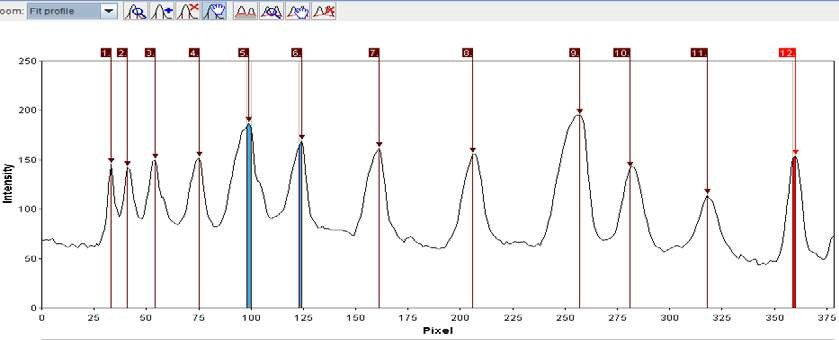 oom: Fit profile
1. 2. 3. 4. 5. 6. 7. 8. 9. 10. 11. 12.
250
200
150
100
50
0
Intensity
0 25 50 75 100 125 150 175 200 225 250 275 300 325 350 375
Pixel